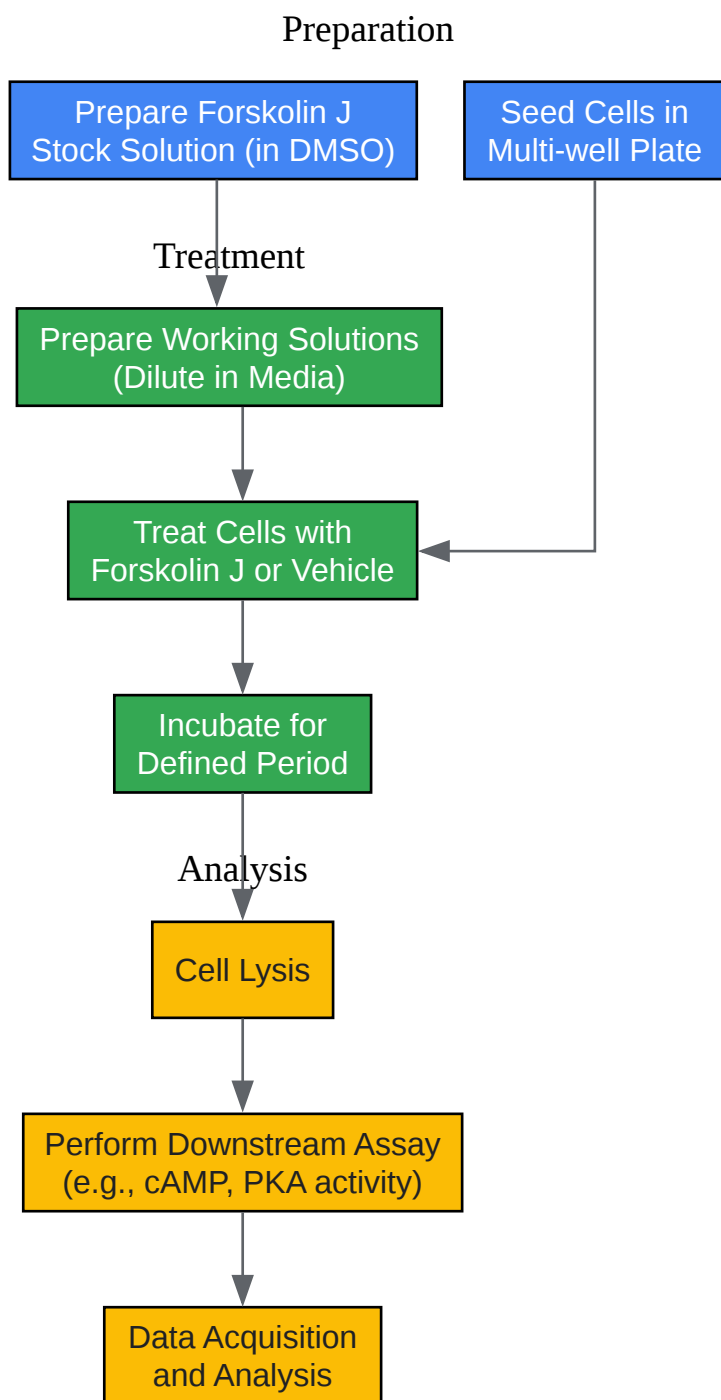 Preparation
Prepare Forskolin J
Stock Solution (in DMSO)
Seed Cells in
Multi-well Plate
Treatment
Prepare Working Solutions
(Dilute in Media)
Treat Cells with
Forskolin J or Vehicle
Incubate for
Defined Period
Analysis
Cell Lysis
Perform Downstream Assay
(e.g., cAMP, PKA activity)
Data Acquisition
and Analysis